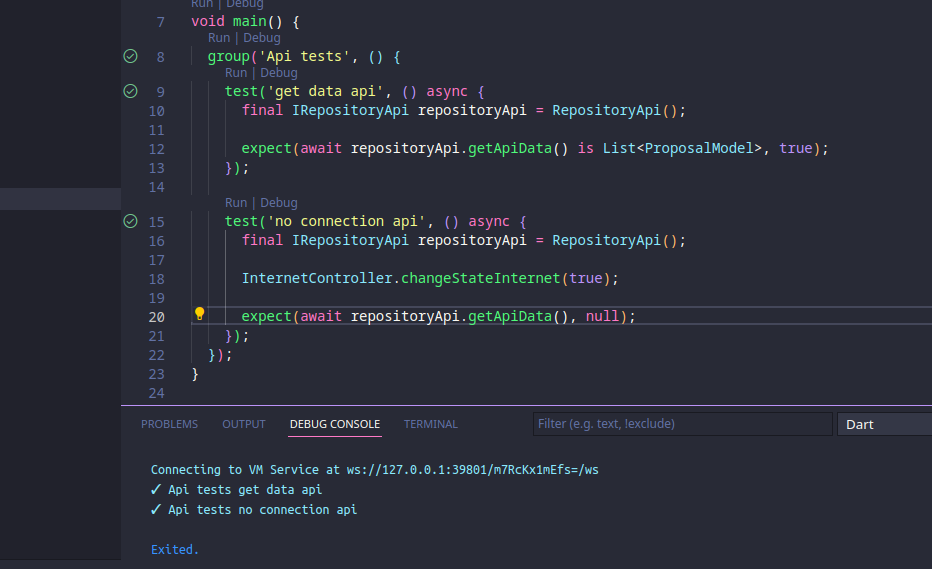 Run | Debug
7 void main() {
Run | Debug
8 group('Api tests', () {
Run | Debug
9 test('get data api', () async {
10 final IRepositoryApi repositoryApi = RepositoryApi();
11
12 expect(await repositoryApi.getApiData() is List<ProposalModel>, true);
13 });
14
Run | Debug
15 test('no connection api', () async {
16 final IRepositoryApi repositoryApi = RepositoryApi();
17
18 InternetController.changeStateInternet(true);
19
20 expect(await repositoryApi.getApiData(), null);
21 });
22 });
23 }
24
PROBLEMS OUTPUT DEBUG CONSOLE TERMINAL Filter (e.g. text, !exclude) Dart
Connecting to VM Service at ws://127.0.0.1:39801/m7RcKx1mEfs=/ws
✓ Api tests get data api
✓ Api tests no connection api
Exited.